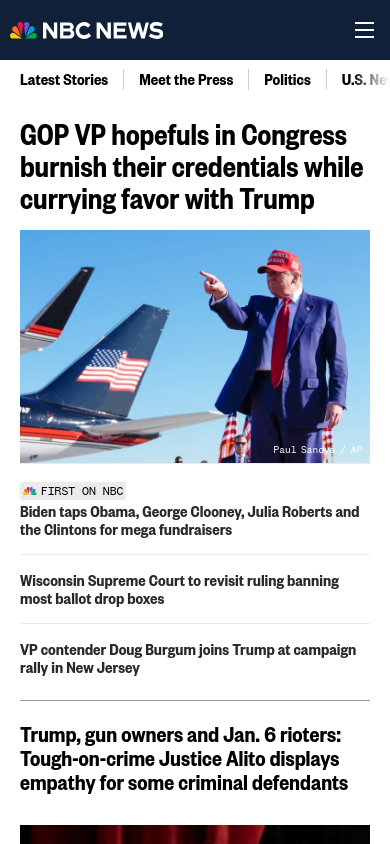 NBC NEWS
Latest Stories
Meet the Press
Politics
U.S. Ne
GOP VP hopefuls in Congress
burnish their credentials while
currying favor with Trump
Paul Sancya / AP
FIRST ON NBC
Biden taps Obama, George Clooney, Julia Roberts and
the Clintons for mega fundraisers
Wisconsin Supreme Court to revisit ruling banning
most ballot drop boxes
VP contender Doug Burgum joins Trump at campaign
rally in New Jersey
Trump, gun owners and Jan. 6 rioters:
Tough-on-crime Justice Alito displays
empathy for some criminal defendants